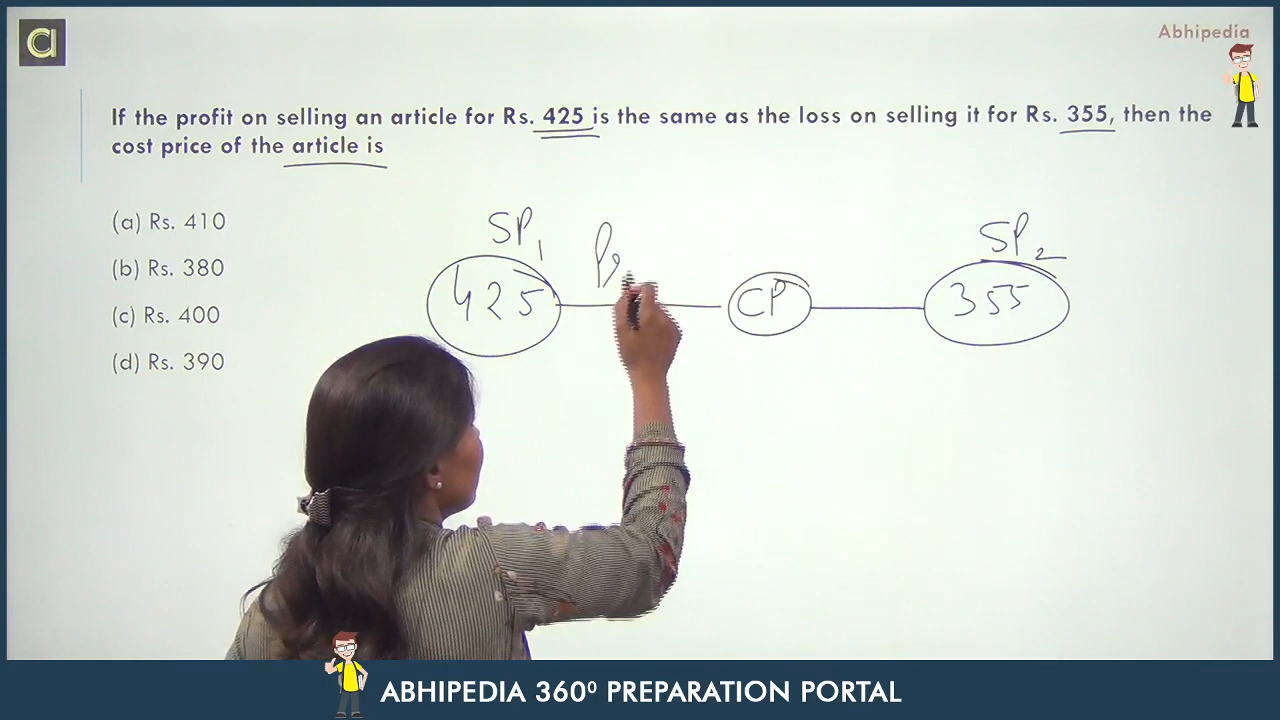 a
Abhipedia
If the profit on selling an article for Rs. 425 is the same as the loss on selling it for Rs. 355, then the
cost price of the article is
(a) Rs. 410
(b) Rs. 380
(c) Rs. 400
(d) Rs. 390
SP1
SP2
425
CP
355
ABHIPEDIA 360⁰ PREPARATION PORTAL